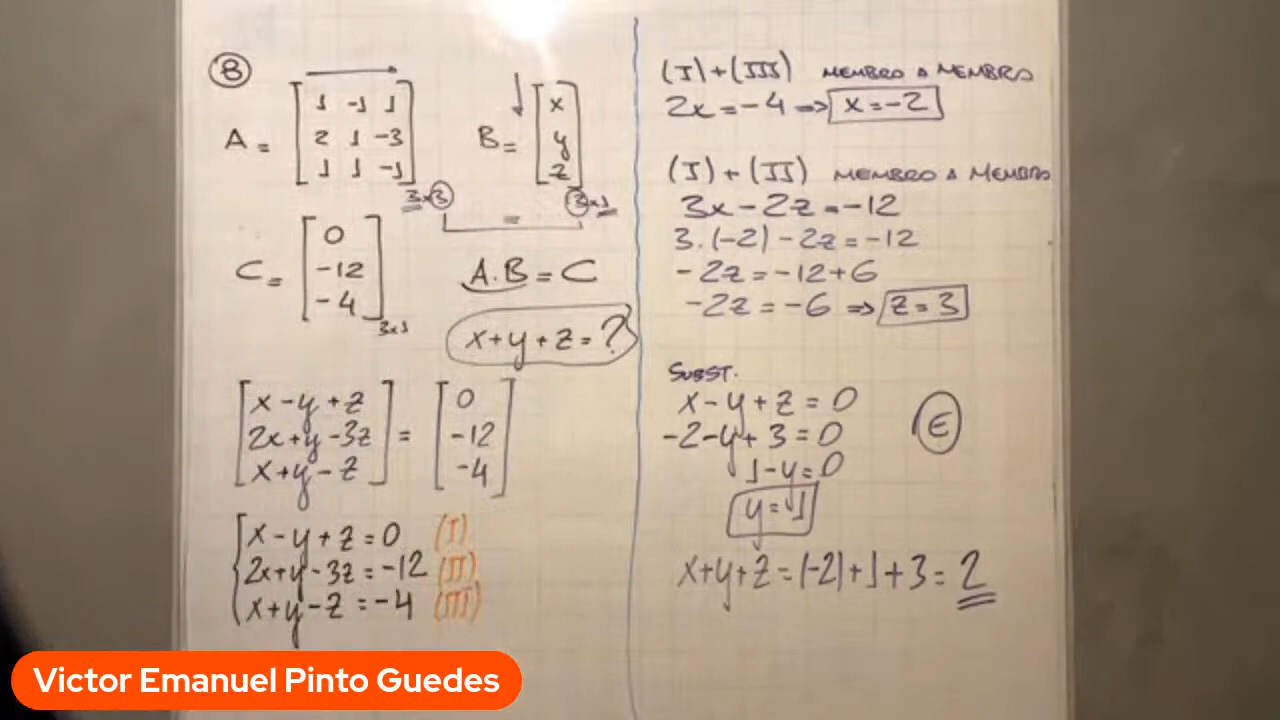 8
A = [1 -1 1
2 1 -3
1 1 -1] 3x3
B = [x
y
z] 3x1
=
C = [0
-12
-4] 3x1
A.B = C
x+y+z=?
[x-y+z
2x+y-3z
x+y-z] = [0
-12
-4]
x-y+z=0 (I)
2x+y-3z=-12 (II)
x+y-z=-4 (III)
(I)+(III) MEMBRO A MEMBRO
2x=-4 => x=-2
(I)+(II) MEMBRO A MEMBRO
3x-2z=-12
3.(-2)-2z=-12
-2z=-12+6
-2z=-6 => z=3
SUBST.
x-y+z=0
-2-y+3=0
1-y=0
y=1
E
x+y+z=(-2)+1+3=2
Victor Emanuel Pinto Guedes